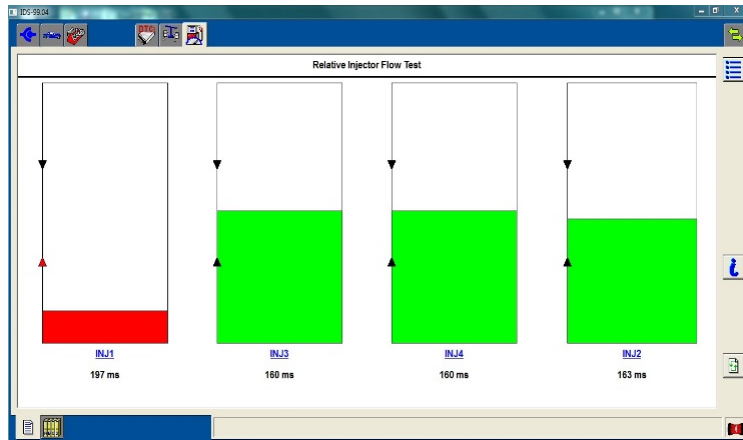 IDS-99.04
DTC
Relative Injector Flow Test
INJ1 INJ3 INJ4 INJ2
197 ms 160 ms 160 ms 163 ms